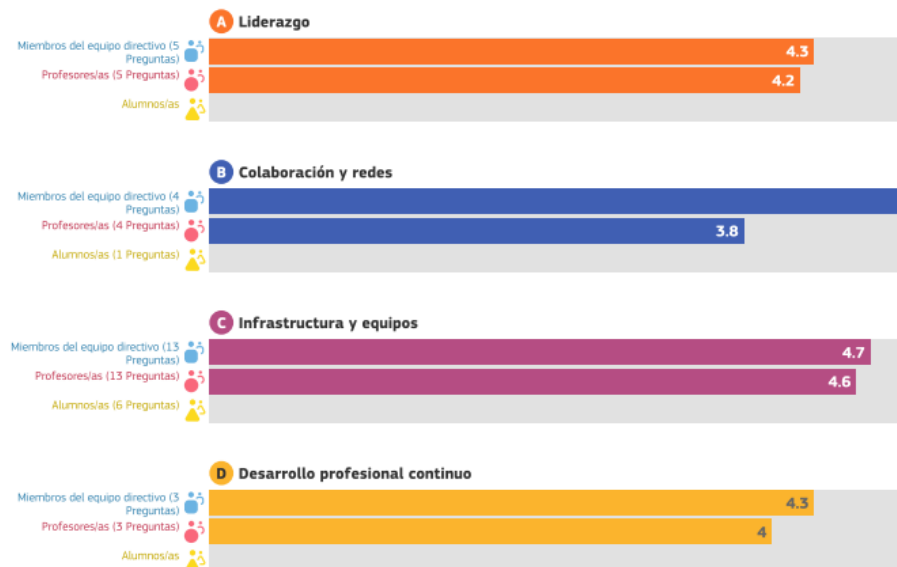 A Liderazgo
Miembros del equipo directivo (5
Preguntas)
4.3
Profesores/as (5 Preguntas)
4.2
Alumnos/as
B Colaboración y redes
Miembros del equipo directivo (4
Preguntas)
Profesores/as (4 Preguntas)
3.8
Alumnos/as (1 Preguntas)
C Infrastructura y equipos
Miembros del equipo directivo (13
Preguntas)
4.7
Profesores/as (13 Preguntas)
4.6
Alumnos/as (6 Preguntas)
D Desarrollo profesional continuo
Miembros del equipo directivo (3
Preguntas)
4.3
Profesores/as (3 Preguntas)
4
Alumnos/as